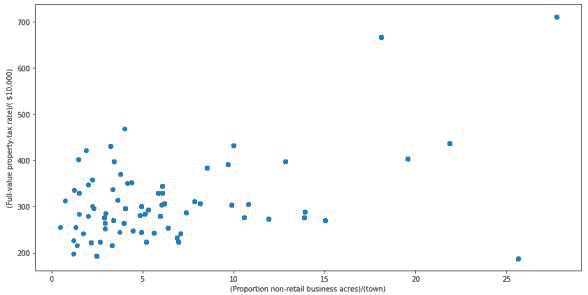 700
600
500
400
300
200
(Full-value property-tax rate)/( $10,000)
0 5 10 15 20 25
(Proportion non-retail business acres)/(town)